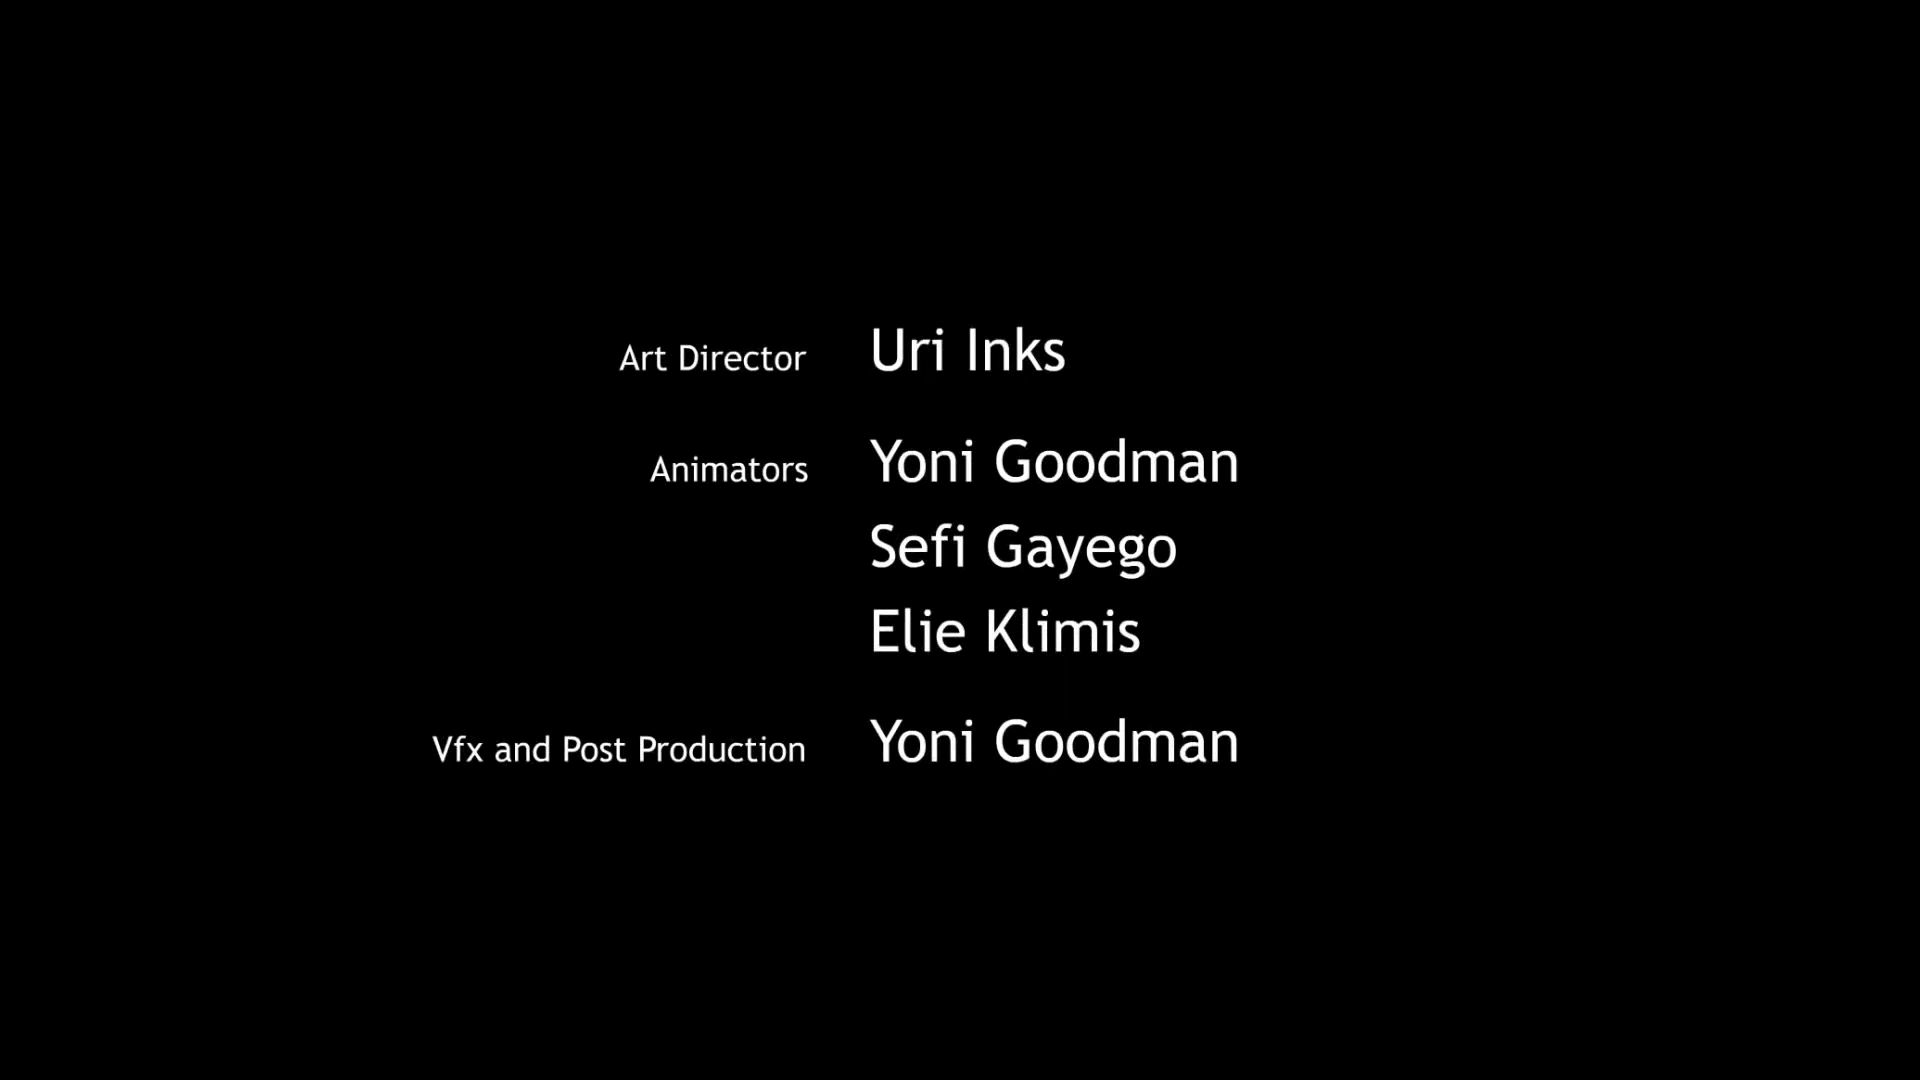 Art Director Uri Inks
Animators Yoni Goodman
Sefi Gayego
Elie Klimis
Vfx and Post Production Yoni Goodman